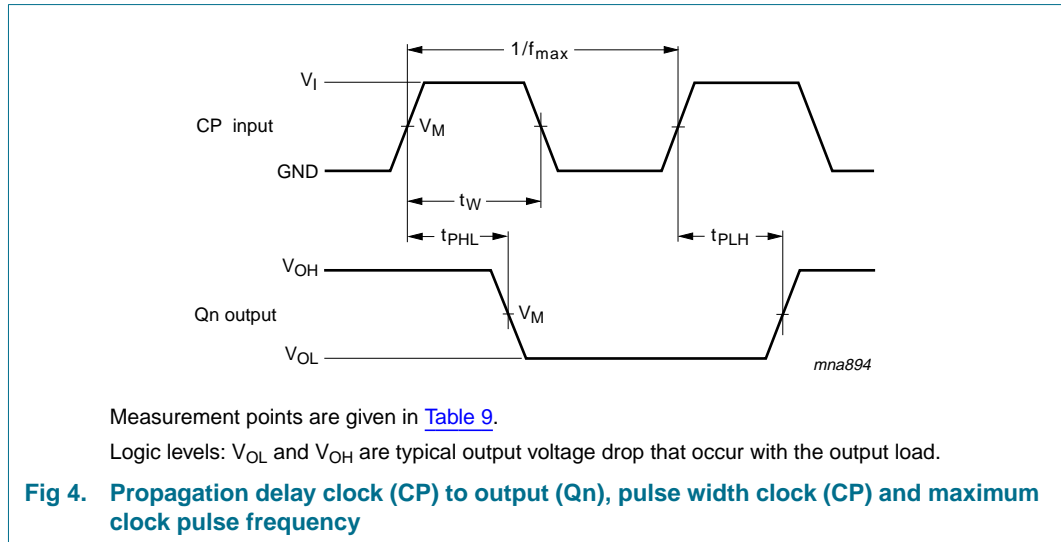 1/fmax
VI
CP input
VM
GND
tW
tPHL
tPLH
VOH
Qn output
VM
VOL
mna894
Measurement points are given in Table 9.
Logic levels: VOL and VOH are typical output voltage drop that occur with the output load.
Fig 4. Propagation delay clock (CP) to output (Qn), pulse width clock (CP) and maximum
clock pulse frequency